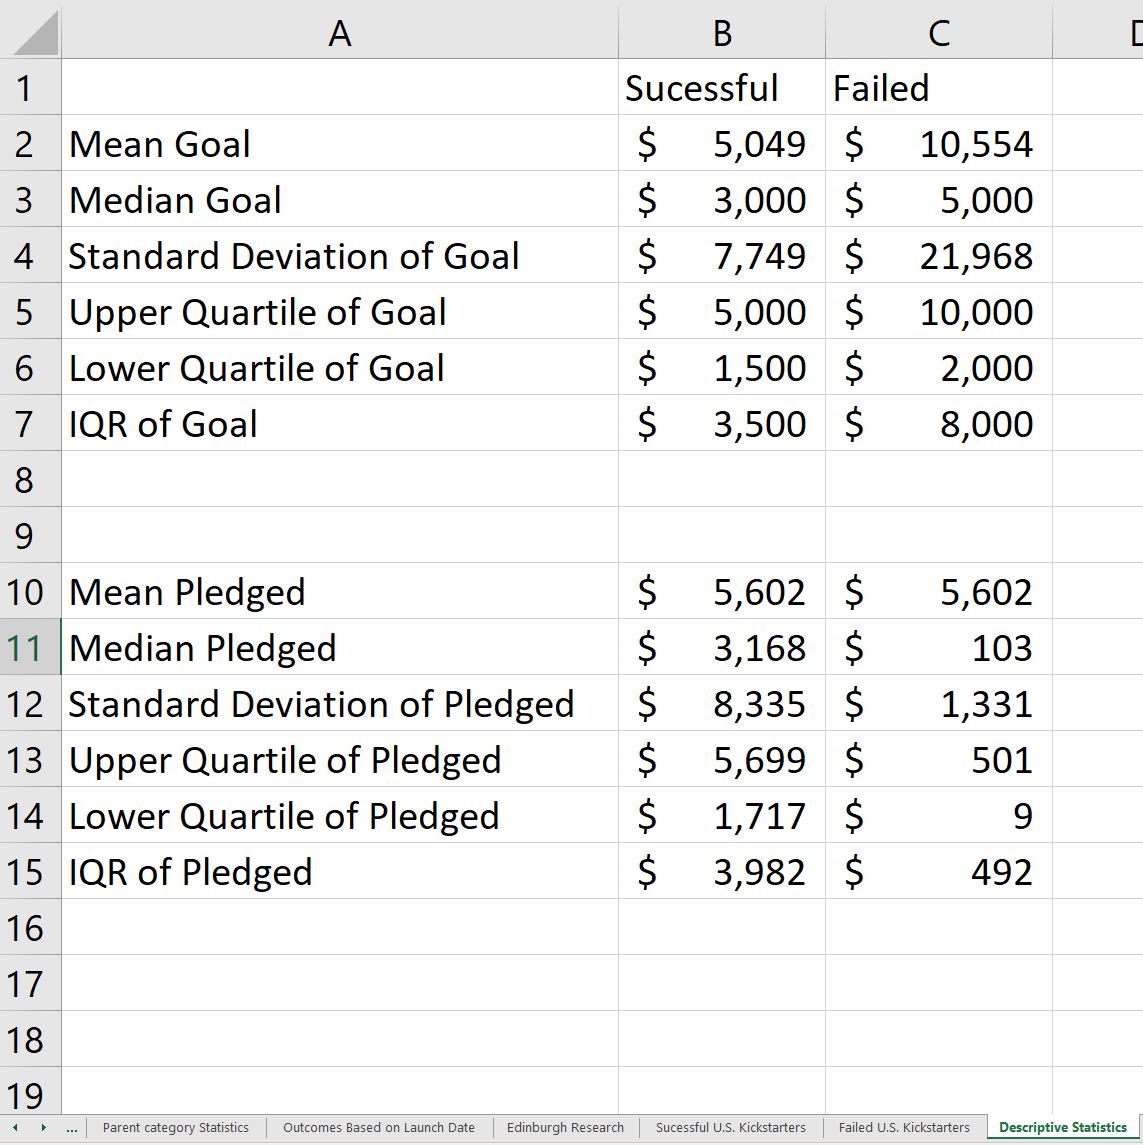 A B C
1 Sucessful Failed
2 Mean Goal $ 5,049 $ 10,554
3 Median Goal $ 3,000 $ 5,000
4 Standard Deviation of Goal $ 7,749 $ 21,968
5 Upper Quartile of Goal $ 5,000 $ 10,000
6 Lower Quartile of Goal $ 1,500 $ 2,000
7 IQR of Goal $ 3,500 $ 8,000
8
9
10 Mean Pledged $ 5,602 $ 5,602
11 Median Pledged $ 3,168 $ 103
12 Standard Deviation of Pledged $ 8,335 $ 1,331
13 Upper Quartile of Pledged $ 5,699 $ 501
14 Lower Quartile of Pledged $ 1,717 $ 9
15 IQR of Pledged $ 3,982 $ 492
16
17
18
19
... Parent category Statistics Outcomes Based on Launch Date Edinburgh Research Sucessful U.S. Kickstarters Failed U.S. Kickstarters Descriptive Statistics